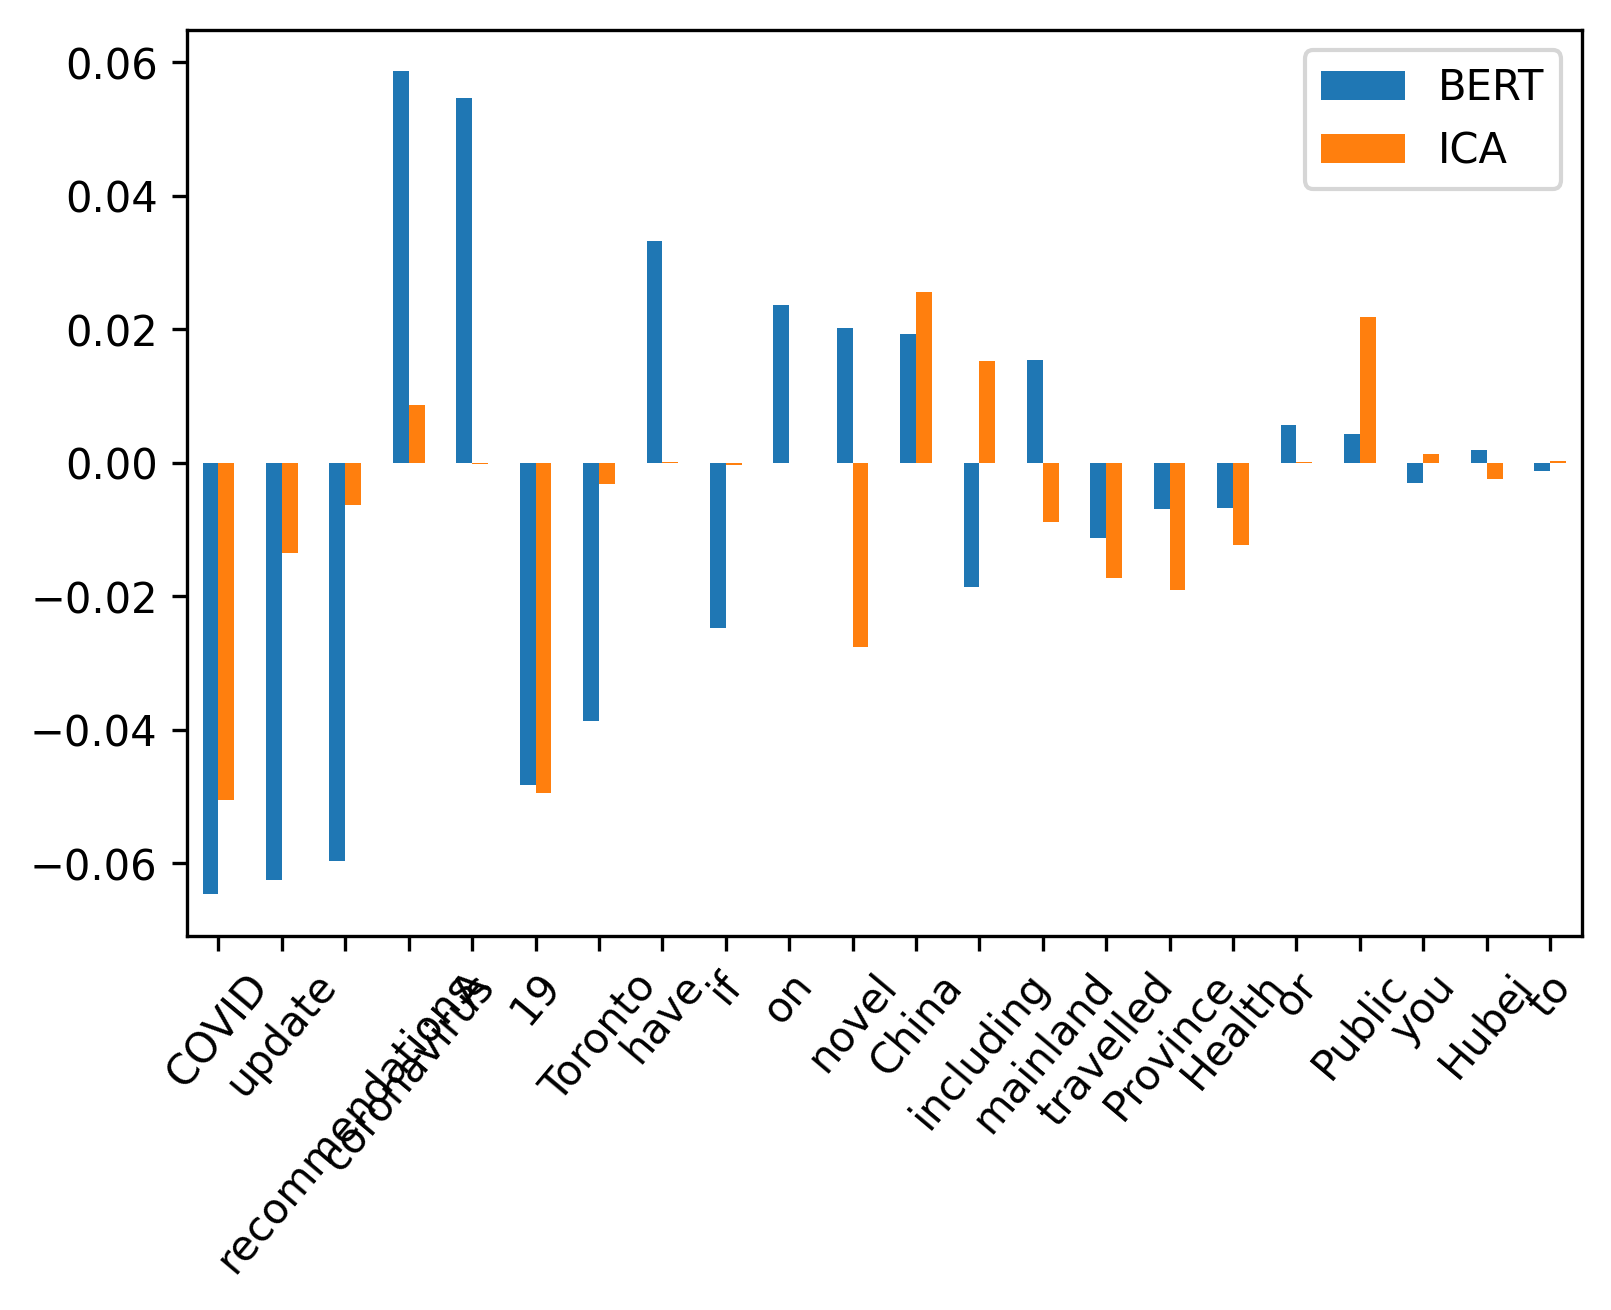 0.06
0.04
0.02
0.00
−0.02
−0.04
−0.06
BERT
ICA
COVID
update
recommendations
coronavirus
A
19
Toronto
have
if
on
novel
China
including
mainland
travelled
Province
Health
or
Public
you
Hubei
to